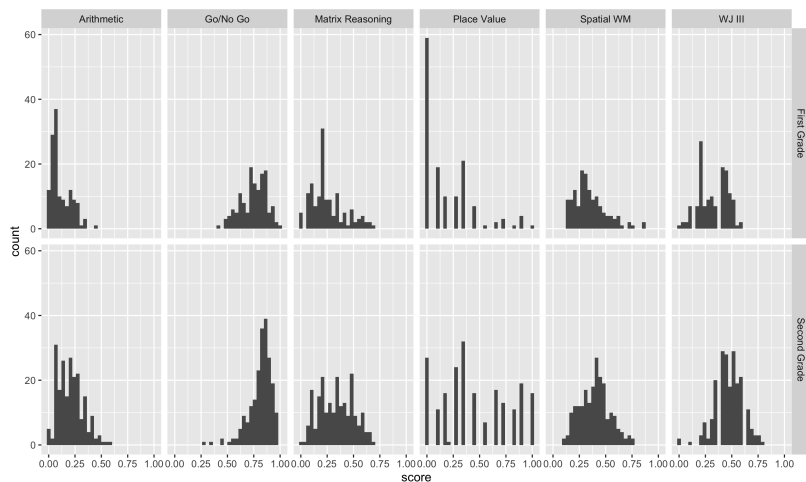 Arithmetic Go/No Go Matrix Reasoning Place Value Spatial WM WJ III
60
40
20
0
First Grade
count
60
40
20
0
Second Grade
0.00 0.25 0.50 0.75 1.00 0.00 0.25 0.50 0.75 1.00 0.00 0.25 0.50 0.75 1.00 0.00 0.25 0.50 0.75 1.00 0.00 0.25 0.50 0.75 1.00 0.00 0.25 0.50 0.75 1.00
score